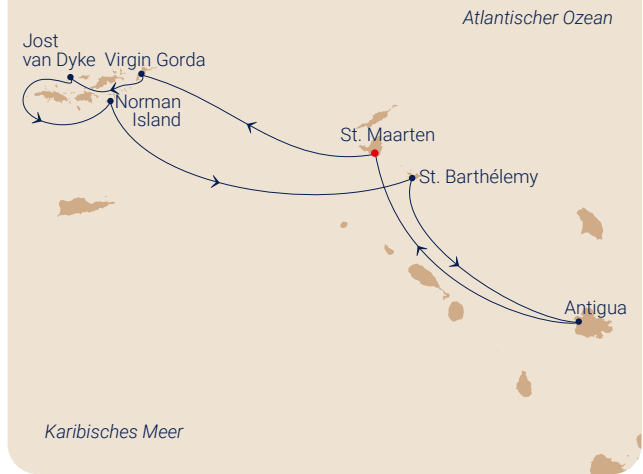 Atlantischer Ozean
Jost
van Dyke
Virgin Gorda
Norman
Island
St. Maarten
St. Barthélemy
Antigua
Karibisches Meer